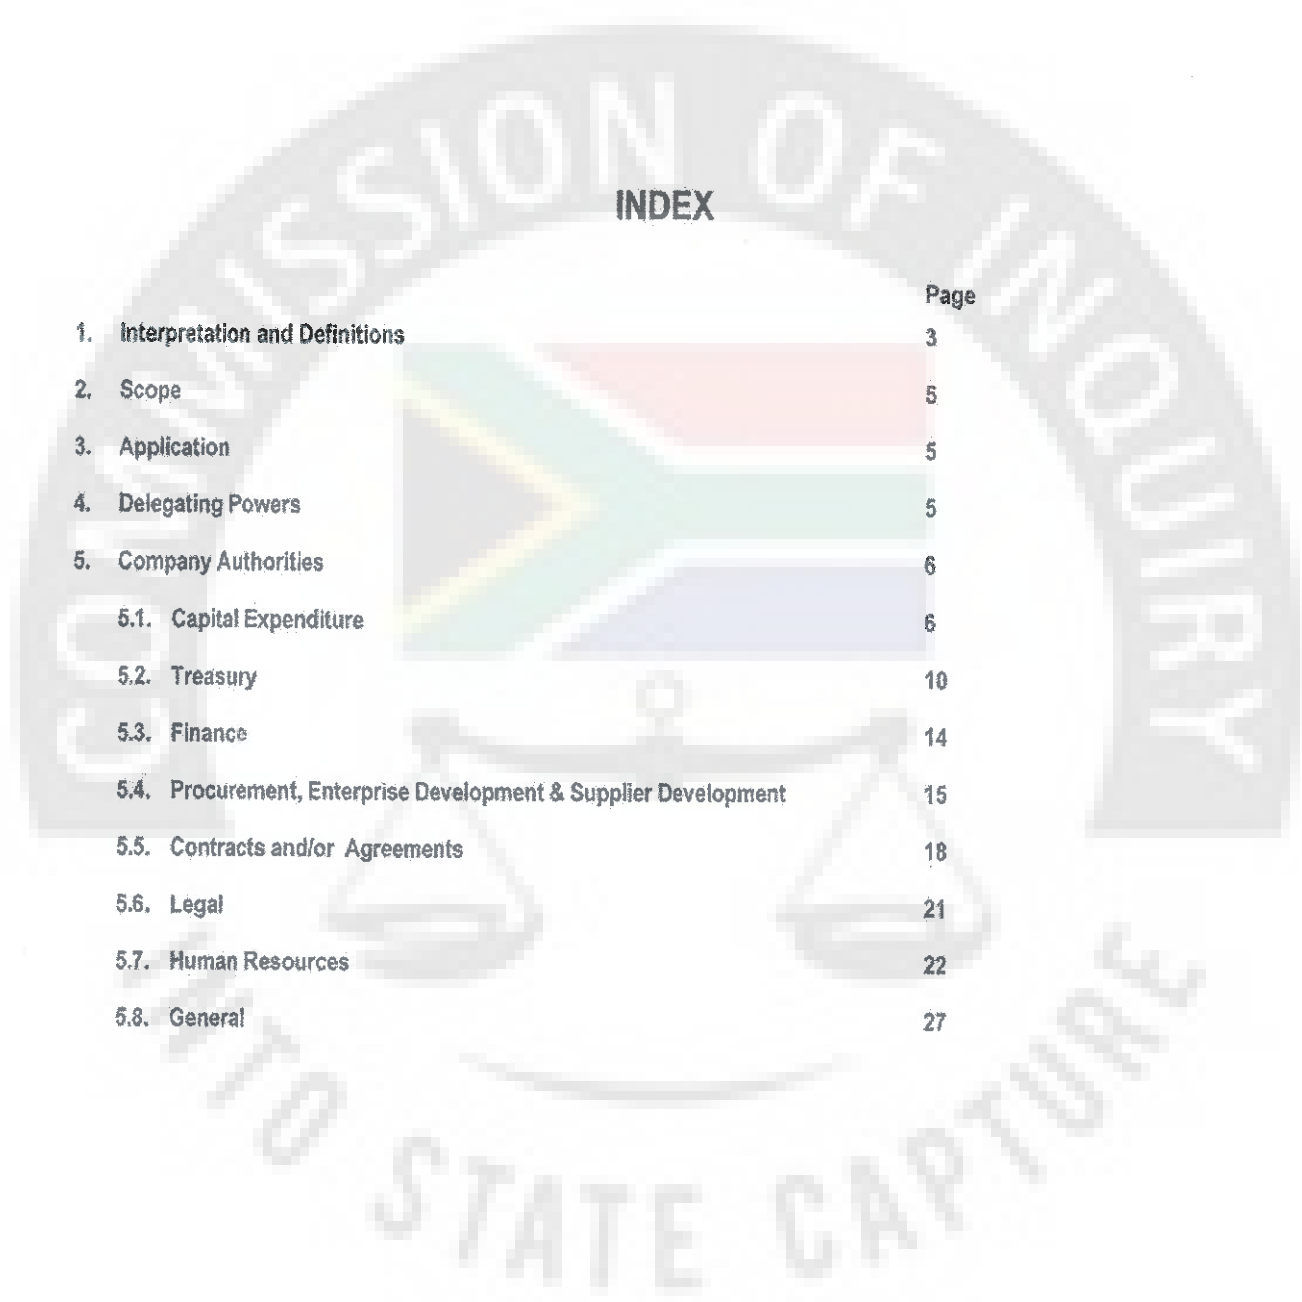 COMMISSION OF INQUIRY
INTO STATE CAPTURE
INDEX
Page
1. Interpretation and Definitions 3
2. Scope 5
3. Application 5
4. Delegating Powers 5
5. Company Authorities 6
5.1. Capital Expenditure 6
5.2. Treasury 10
5.3. Finance 14
5.4. Procurement, Enterprise Development & Supplier Development 15
5.5. Contracts and/or Agreements 18
5.6. Legal 21
5.7. Human Resources 22
5.8. General 27